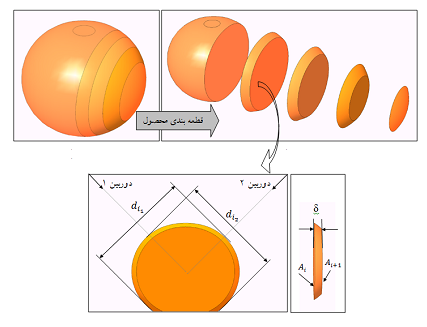 قطعه بندی محصول
دوربین ۱
دوربین ۲
d_{i_1}
d_{i_2}
δ
A_i
A_{i+1}